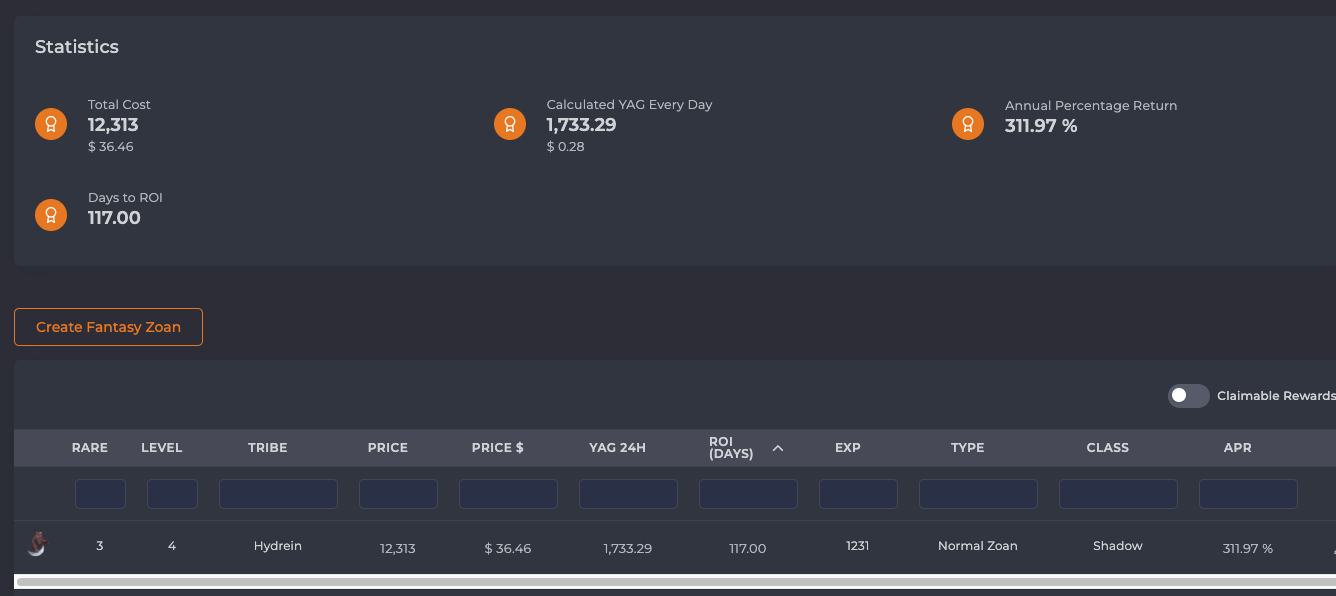 Statistics
Total Cost
12,313
$ 36.46
Calculated YAG Every Day
1,733.29
$ 0.28
Annual Percentage Return
311.97 %
Days to ROI
117.00
Create Fantasy Zoan
Claimable Rewards
RARE LEVEL TRIBE PRICE PRICE $ YAG 24H ROI (DAYS) EXP TYPE CLASS APR
3 4 Hydrein 12,313 $ 36.46 1,733.29 117.00 1231 Normal Zoan Shadow 311.97 %